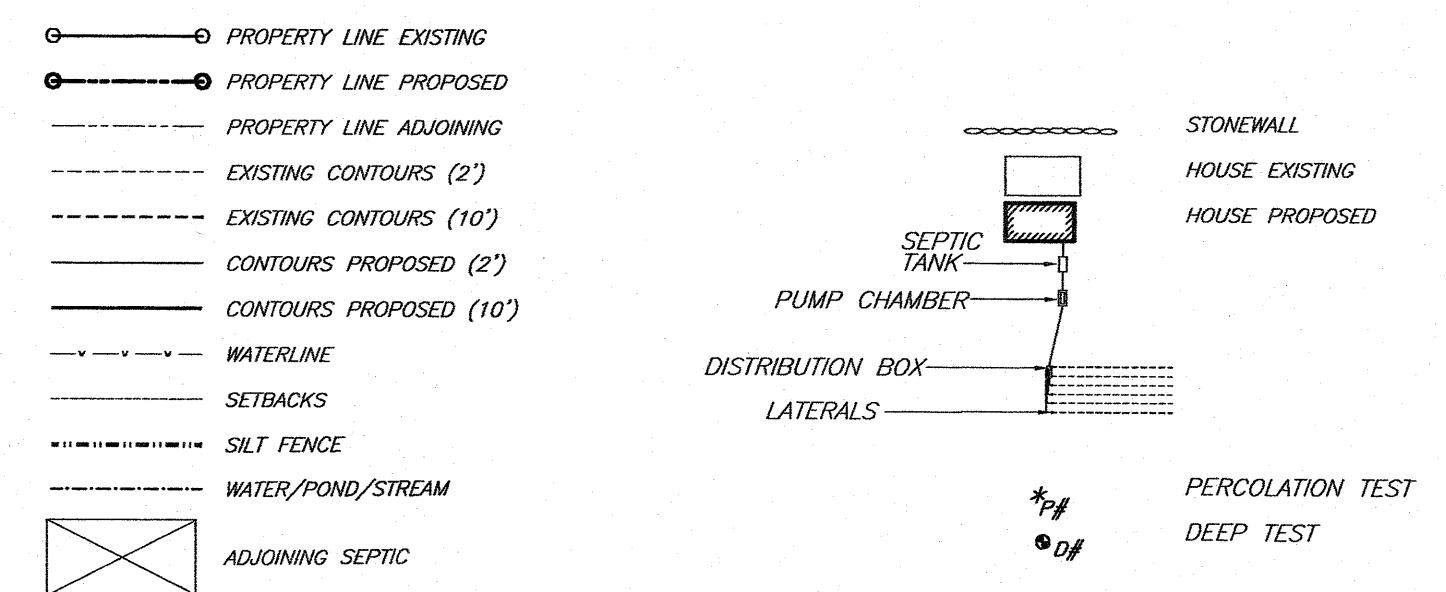 PROPERTY LINE EXISTING
PROPERTY LINE PROPOSED
PROPERTY LINE ADJOINING
EXISTING CONTOURS (2')
EXISTING CONTOURS (10')
CONTOURS PROPOSED (2')
CONTOURS PROPOSED (10')
v v v WATERLINE
SETBACKS
SILT FENCE
WATER/POND/STREAM
ADJOINING SEPTIC
STONEWALL
HOUSE EXISTING
HOUSE PROPOSED
SEPTIC
TANK
PUMP CHAMBER
DISTRIBUTION BOX
LATERALS
*P# PERCOLATION TEST
D# DEEP TEST